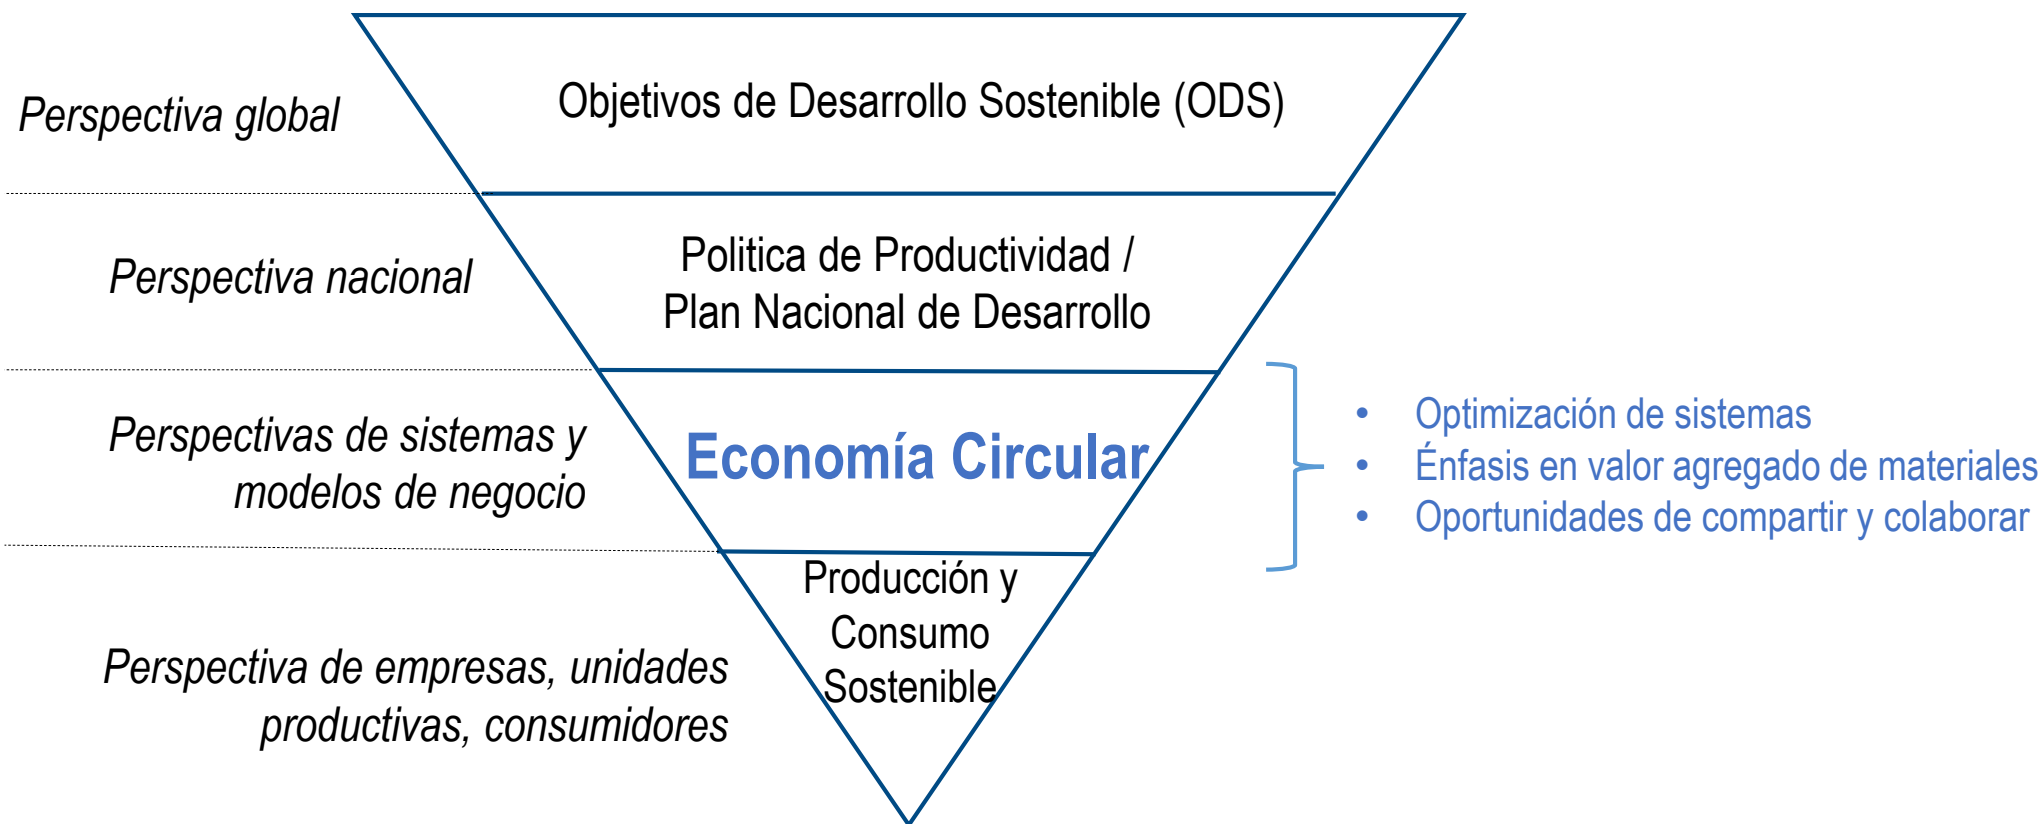 Perspectiva global
Objetivos de Desarrollo Sostenible (ODS)
Perspectiva nacional
Politica de Productividad /
Plan Nacional de Desarrollo
Perspectivas de sistemas y
modelos de negocio
Economía Circular
• Optimización de sistemas
• Énfasis en valor agregado de materiales
• Oportunidades de compartir y colaborar
Perspectiva de empresas, unidades
productivas, consumidores
Producción y
Consumo
Sostenible